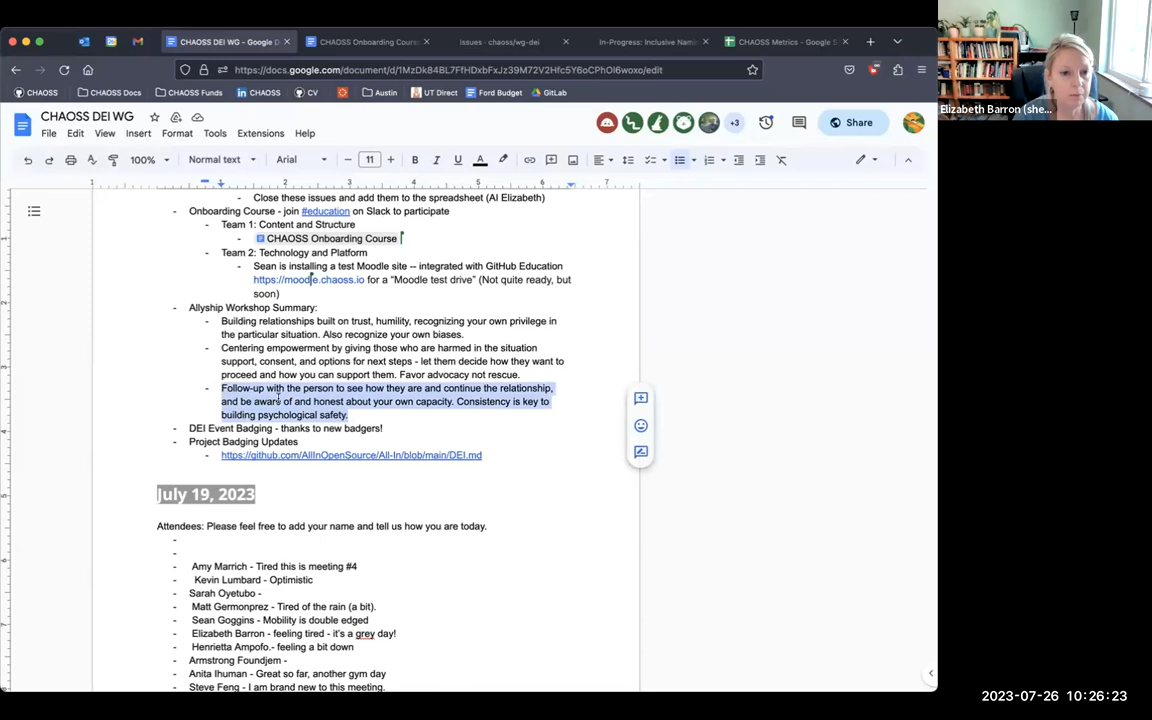 CHAOSS DEI WG - Google D
CHAOSS Onboarding Course
Issues · chaoss/wg-dei
In-Progress: Inclusive Nami
CHAOSS Metrics - Google S
https://docs.google.com/document/d/1MzDk84BL7FfHDxbFxJz39M72V2Hfc5Y6oCPhOl6woxo/edit
CHAOSS
CHAOSS Docs
CHAOSS Funds
CHAOSS
CV
Austin
UT Direct
Ford Budget
GitLab
Elizabeth Barron (she...
CHAOSS DEI WG
+3
Share
File Edit View Insert Format Tools Extensions Help
100% Normal text Arial 11
1 1 2 3 4 5 6 7
- Close these issues and add them to the spreadsheet (AI Elizabeth)
- Onboarding Course - join #education on Slack to participate
- Team 1: Content and Structure
- CHAOSS Onboarding Course
- Team 2: Technology and Platform
- Sean is installing a test Moodle site -- integrated with GitHub Education
https://moodle.chaoss.io for a “Moodle test drive” (Not quite ready, but
soon)
- Allyship Workshop Summary:
- Building relationships built on trust, humility, recognizing your own privilege in
the particular situation. Also recognize your own biases.
- Centering empowerment by giving those who are harmed in the situation
support, consent, and options for next steps - let them decide how they want to
proceed and how you can support them. Favor advocacy not rescue.
- Follow-up with the person to see how they are and continue the relationship,
and be aware of and honest about your own capacity. Consistency is key to
building psychological safety.
- DEI Event Badging - thanks to new badgers!
- Project Badging Updates
- https://github.com/AllInOpenSource/All-In/blob/main/DEI.md
July 19, 2023
Attendees: Please feel free to add your name and tell us how you are today.
-
-
- Amy Marrich - Tired this is meeting #4
- Kevin Lumbard - Optimistic
- Sarah Oyetubo -
- Matt Germonprez - Tired of the rain (a bit).
- Sean Goggins - Mobility is double edged
- Elizabeth Barron - feeling tired - it’s a grey day!
- Henrietta Ampofo.- feeling a bit down
- Armstrong Foundjem -
- Anita Ihuman - Great so far, another gym day
- Steve Feng - I am brand new to this meeting.
2023-07-26 10:26:23